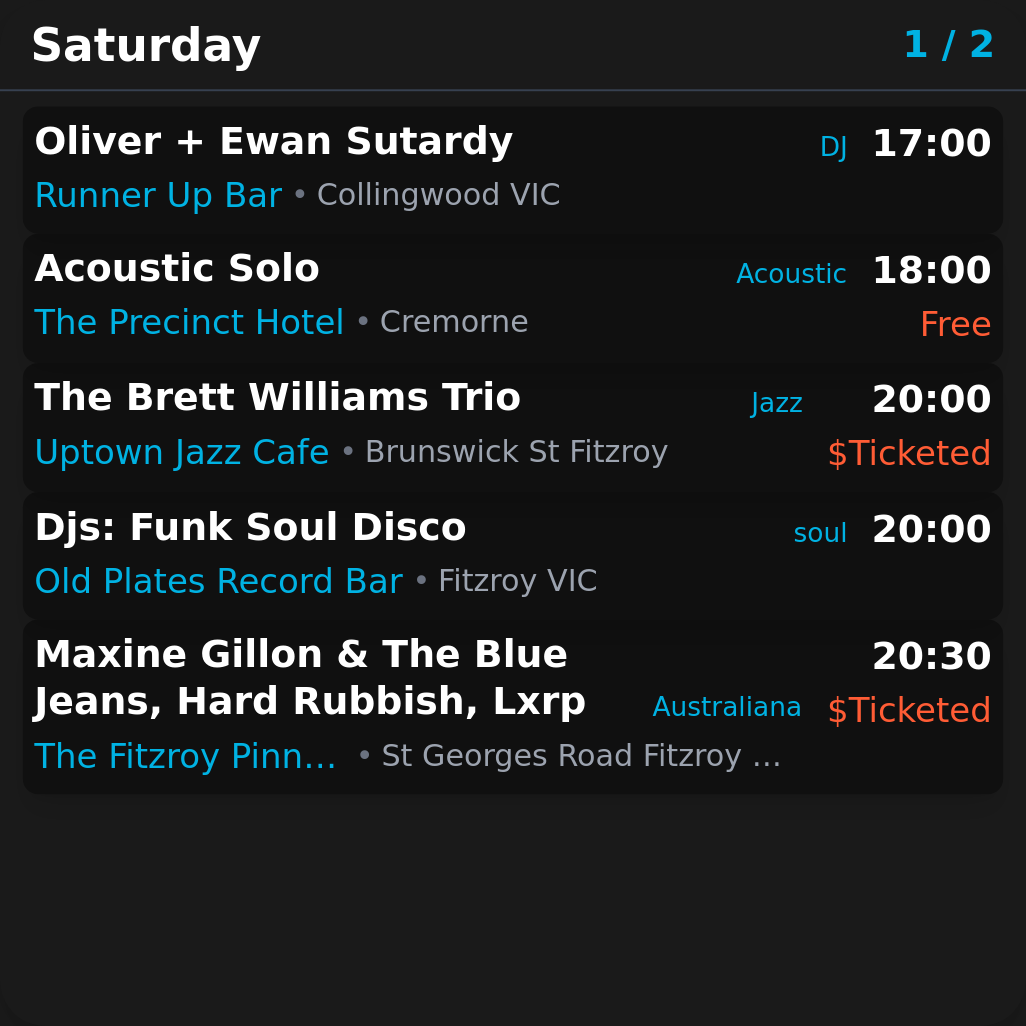 Saturday 1 / 2
Oliver + Ewan Sutardy DJ 17:00
Runner Up Bar • Collingwood VIC
Acoustic Solo Acoustic 18:00
The Precinct Hotel • Cremorne Free
The Brett Williams Trio Jazz 20:00
Uptown Jazz Cafe • Brunswick St Fitzroy $Ticketed
Djs: Funk Soul Disco soul 20:00
Old Plates Record Bar • Fitzroy VIC
Maxine Gillon & The Blue 20:30
Jeans, Hard Rubbish, Lxrp Australiana $Ticketed
The Fitzroy Pinn… • St Georges Road Fitzroy …